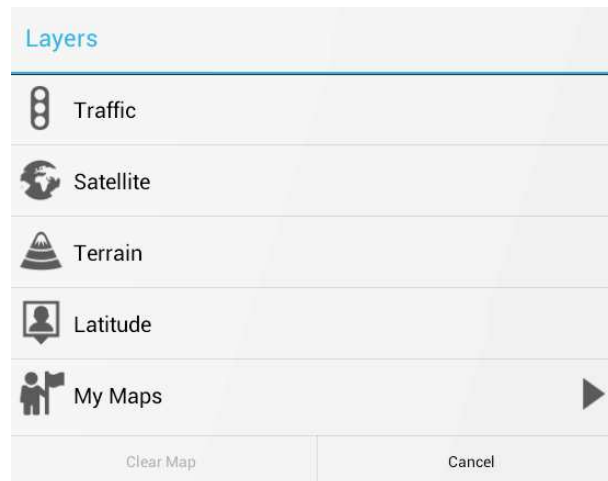 Layers
Traffic
Satellite
Terrain
Latitude
My Maps
Clear Map
Cancel